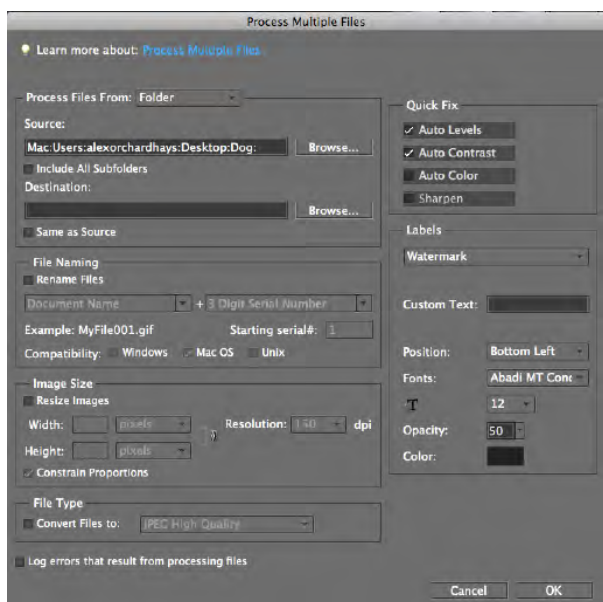 Process Multiple Files
Learn more about: Process Multiple Files
Process Files From: Folder
Source:
Mac:Users:alexorchardhays:Desktop:Dog:
Browse...
Include All Subfolders
Destination:
Browse...
Same as Source
File Naming
Rename Files
Document Name + 3 Digit Serial Number
Example: MyFile001.gif Starting serial#: 1
Compatibility: Windows Mac OS Unix
Image Size
Resize Images
Width: pixels Resolution: 150 dpi
Height: pixels
Constrain Proportions
File Type
Convert Files to: JPEG High Quality
Log errors that result from processing files
Quick Fix
Auto Levels
Auto Contrast
Auto Color
Sharpen
Labels
Watermark
Custom Text:
Position: Bottom Left
Fonts: Abadi MT Conc
T 12
Opacity: 50
Color:
Cancel OK